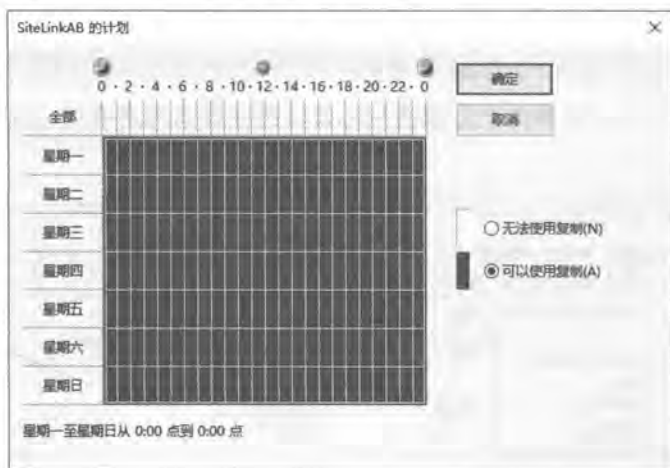 SiteLinkAB 的计划
0 · 2 · 4 · 6 · 8 · 10 · 12 · 14 · 16 · 18 · 20 · 22 · 0
确定
全部
取消
星期一
星期二
星期三
无法使用复制(N)
星期四
可以使用复制(A)
星期五
星期六
星期日
星期一至星期日从 0:00 点到 0:00 点